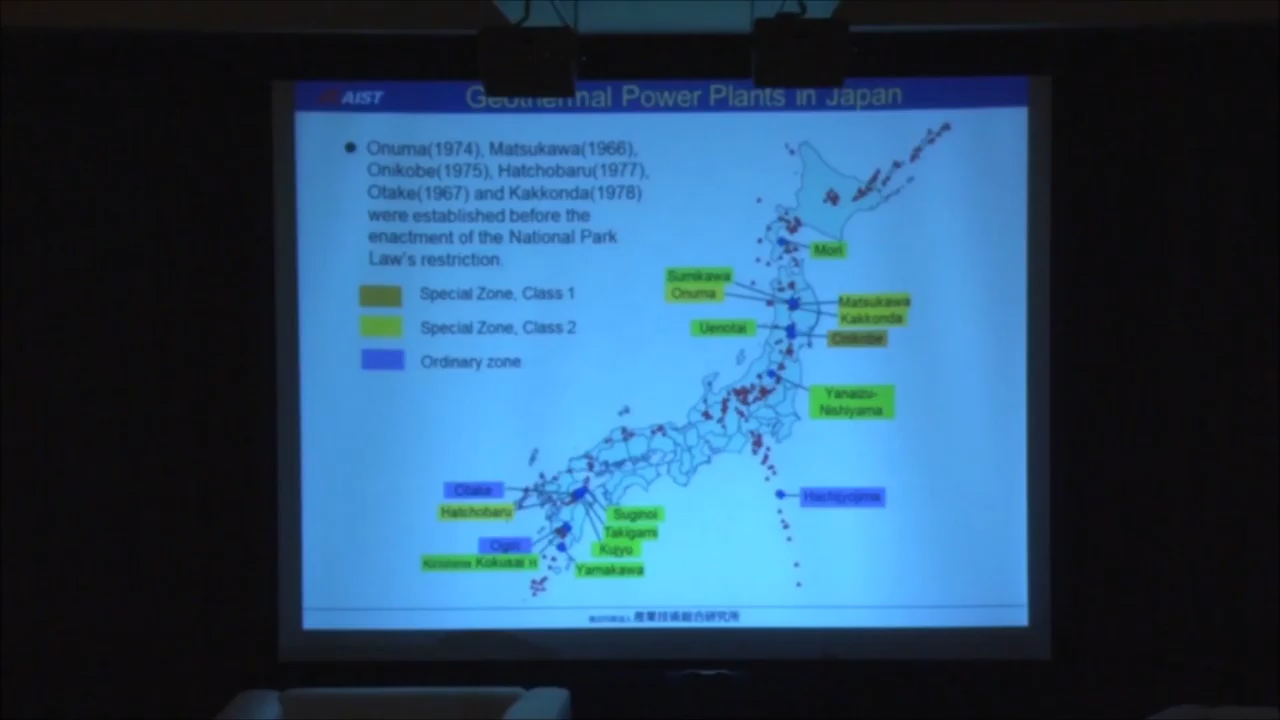 AIST
Geothermal Power Plants in Japan
Onuma(1974), Matsukawa(1966),
Onikobe(1975), Hatchobaru(1977),
Otake(1967) and Kakkonda(1978)
were established before the
enactment of the National Park
Law's restriction.
Special Zone, Class 1
Special Zone, Class 2
Ordinary zone
Mori
Sumikawa
Onuma
Matsukawa
Kakkonda
Uenotai
Onikobe
Yanaizu-
Nishiyama
Otake
Hatchobaru
Hachijyojima
Suginoi
Takigami
Ogiri
Kujyo
Kokusai
Yamakawa
産業技術総合研究所